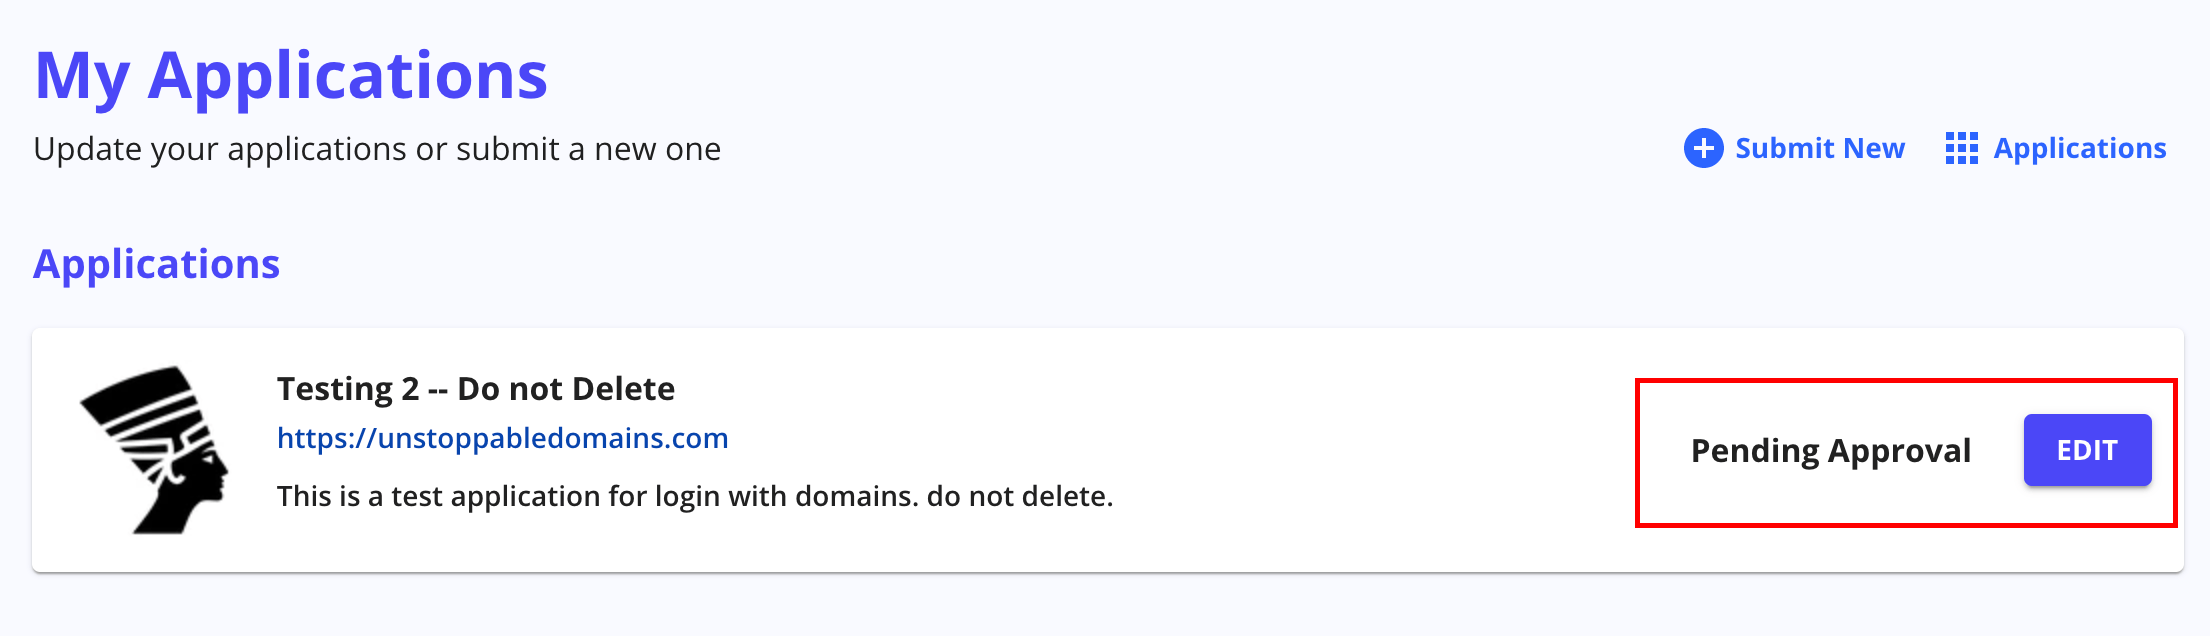 My Applications
Update your applications or submit a new one
Submit New
Applications
Applications
Testing 2 -- Do not Delete
https://unstoppabledomains.com
This is a test application for login with domains. do not delete.
Pending Approval
EDIT